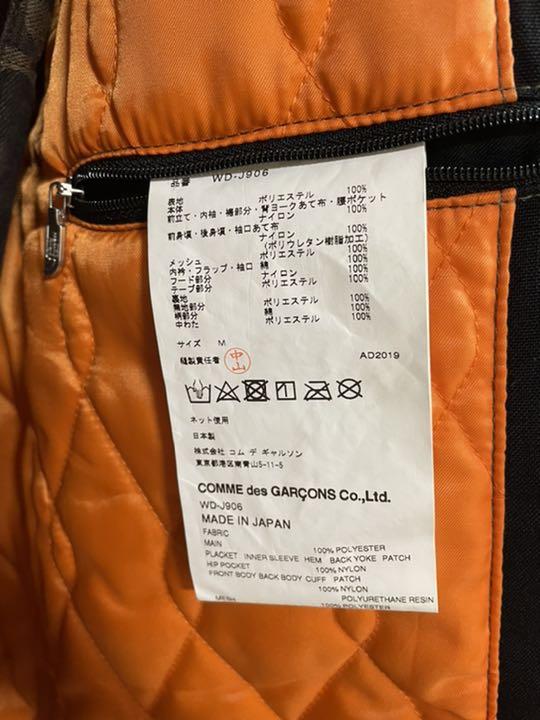 品番 WD-J906
表地
本体 ポリエステル 100%
前立て・内袖・裾部分・背ヨークあて布・腰ポケット
ナイロン 100%
前身頃・後身頃・袖口あて布
ナイロン 100%
(ポリウレタン樹脂加工)
メッシュ ポリエステル 100%
内衿・フラップ・袖口 綿 100%
フード部分 ナイロン 100%
テープ部分 ポリエステル 100%
裏地
無地部分 ポリエステル 100%
柄部分 綿 100%
中わた ポリエステル 100%
サイズ M
縫製責任者 中山 AD2019
ネット使用
日本製
株式会社 コム デ ギャルソン
東京都港区南青山5-11-5
COMME des GARÇONS Co.,Ltd.
WD-J906
MADE IN JAPAN
FABRIC
MAIN 100% POLYESTER
PLACKET INNER SLEEVE HEM BACK YOKE PATCH
HIP POCKET 100% NYLON
FRONT BODY BACK BODY CUFF PATCH
100% NYLON
POLYURETHANE RESIN
MESH 100% POLYESTER